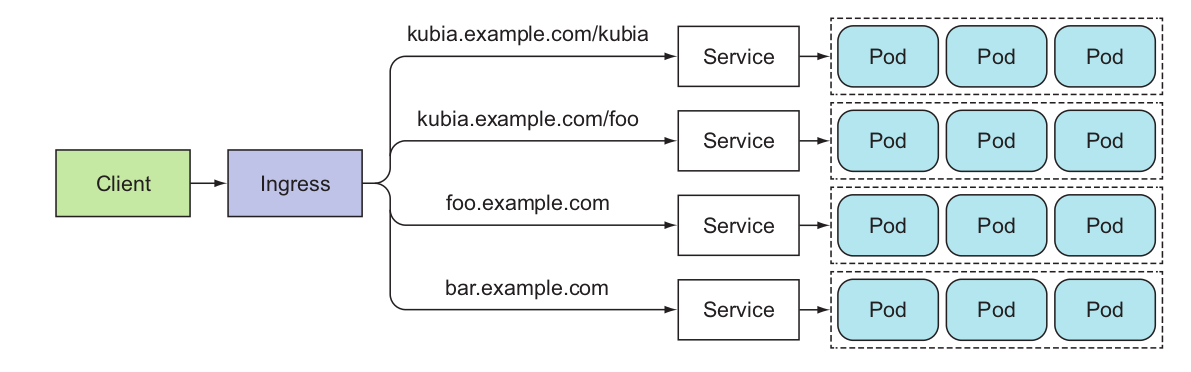 kubia.example.com/kubia
Service
Pod
Pod
Pod
kubia.example.com/foo
Service
Pod
Pod
Pod
Client
Ingress
foo.example.com
Service
Pod
Pod
Pod
bar.example.com
Service
Pod
Pod
Pod